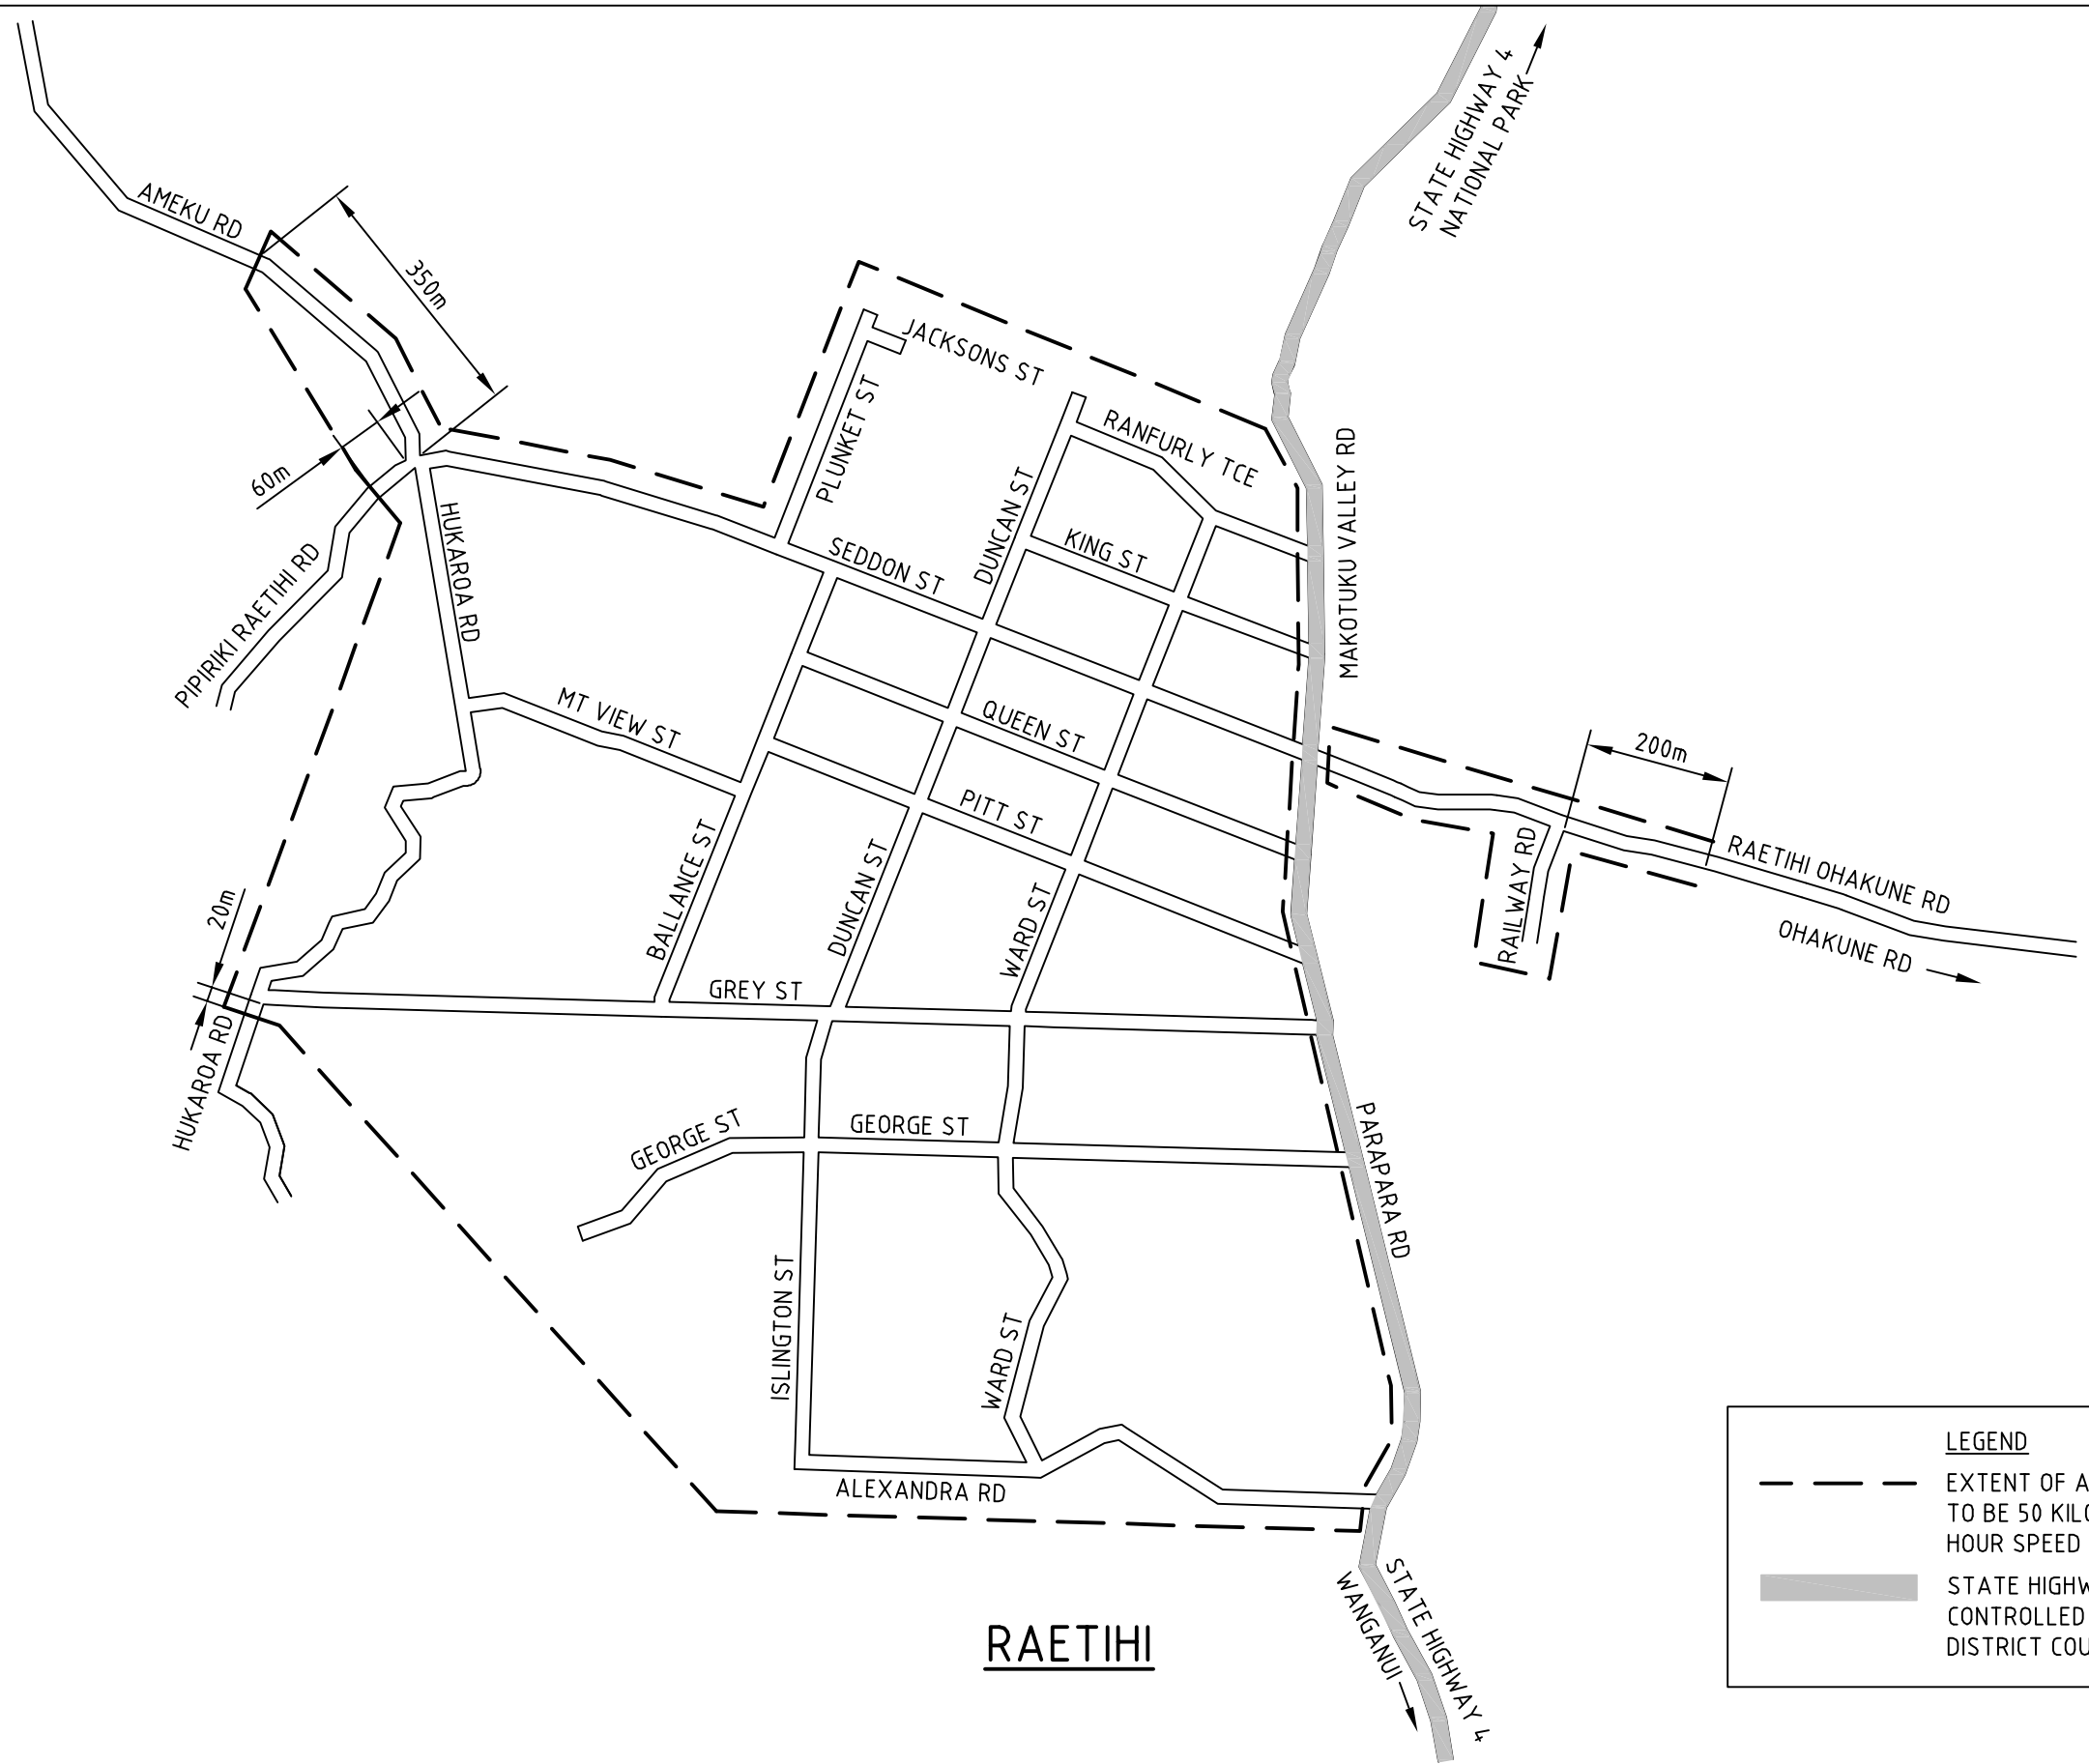 STATE HIGHWAY 4
NATIONAL PARK
AMEKU RD
350m
JACKSONS ST
PLUNKET ST
RANFURLY TCE
60m
HUKAROA RD
DUNCAN ST
KING ST
MAKOTUKU VALLEY RD
SEDDON ST
PIPIRIKI RAETIHI RD
MT VIEW ST
QUEEN ST
200m
PITT ST
RAILWAY RD
RAETIHI OHAKUNE RD
OHAKUNE RD
BALLANCE ST
DUNCAN ST
WARD ST
20m
GREY ST
HUKAROA RD
GEORGE ST
GEORGE ST
PARAPARA RD
ISLINGTON ST
WARD ST
ALEXANDRA RD
STATE HIGHWAY 4
WANGANUI
RAETIHI
LEGEND
EXTENT OF A
TO BE 50
HOUR SPEED
STATE
CONTROLLED
DISTRICT